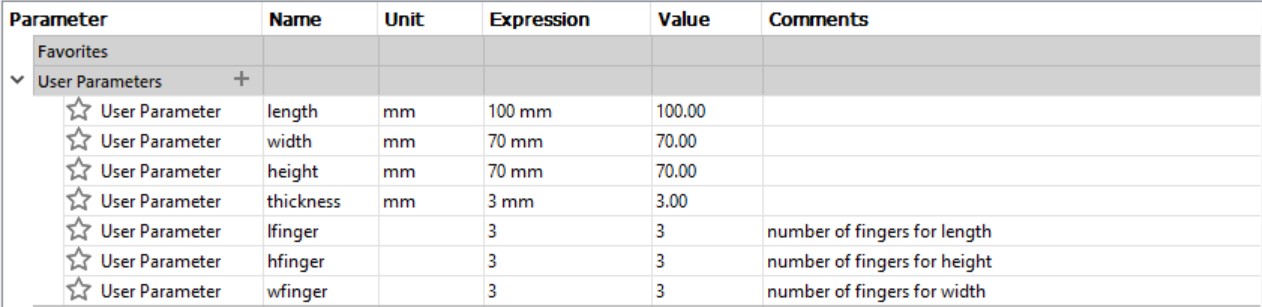 Parameter Name Unit Expression Value Comments
Favorites
User Parameters +
User Parameter length mm 100 mm 100.00
User Parameter width mm 70 mm 70.00
User Parameter height mm 70 mm 70.00
User Parameter thickness mm 3 mm 3.00
User Parameter lfinger 3 3 number of fingers for length
User Parameter hfinger 3 3 number of fingers for height
User Parameter wfinger 3 3 number of fingers for width